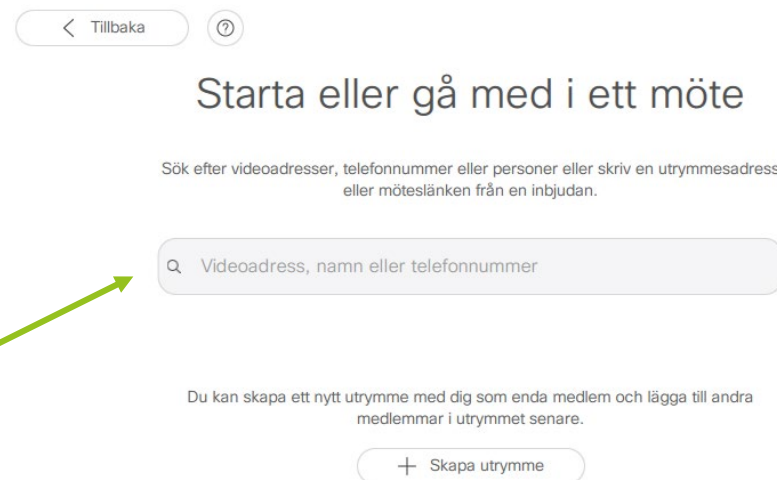 Tillbaka
Starta eller gå med i ett möte
Sök efter videoadresser, telefonnummer eller personer eller skriv en utrymmesadress
eller möteslänken från en inbjudan.
Videoadress, namn eller telefonnummer
Du kan skapa ett nytt utrymme med dig som enda medlem och lägga till andra
medlemmar i utrymmet senare.
Skapa utrymme